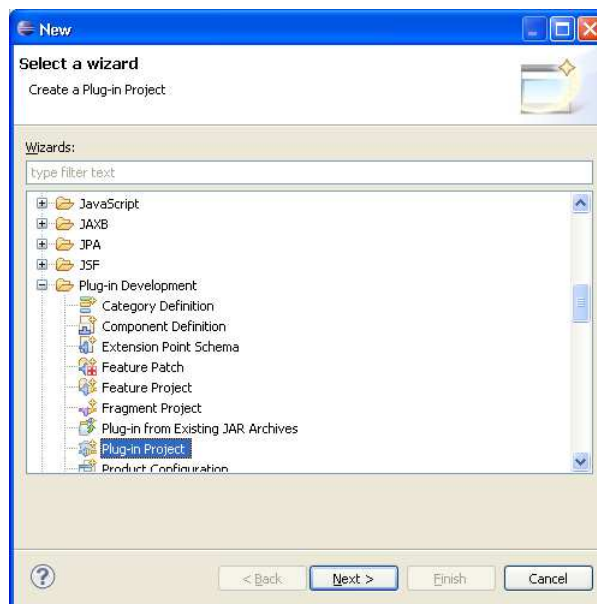 New
Select a wizard
Create a Plug-in Project
Wizards:
type filter text
JavaScript
JAXB
JPA
JSF
Plug-in Development
Category Definition
Component Definition
Extension Point Schema
Feature Patch
Feature Project
Fragment Project
Plug-in from Existing JAR Archives
Plug-in Project
Product Configuration
? < Back Next > Finish Cancel